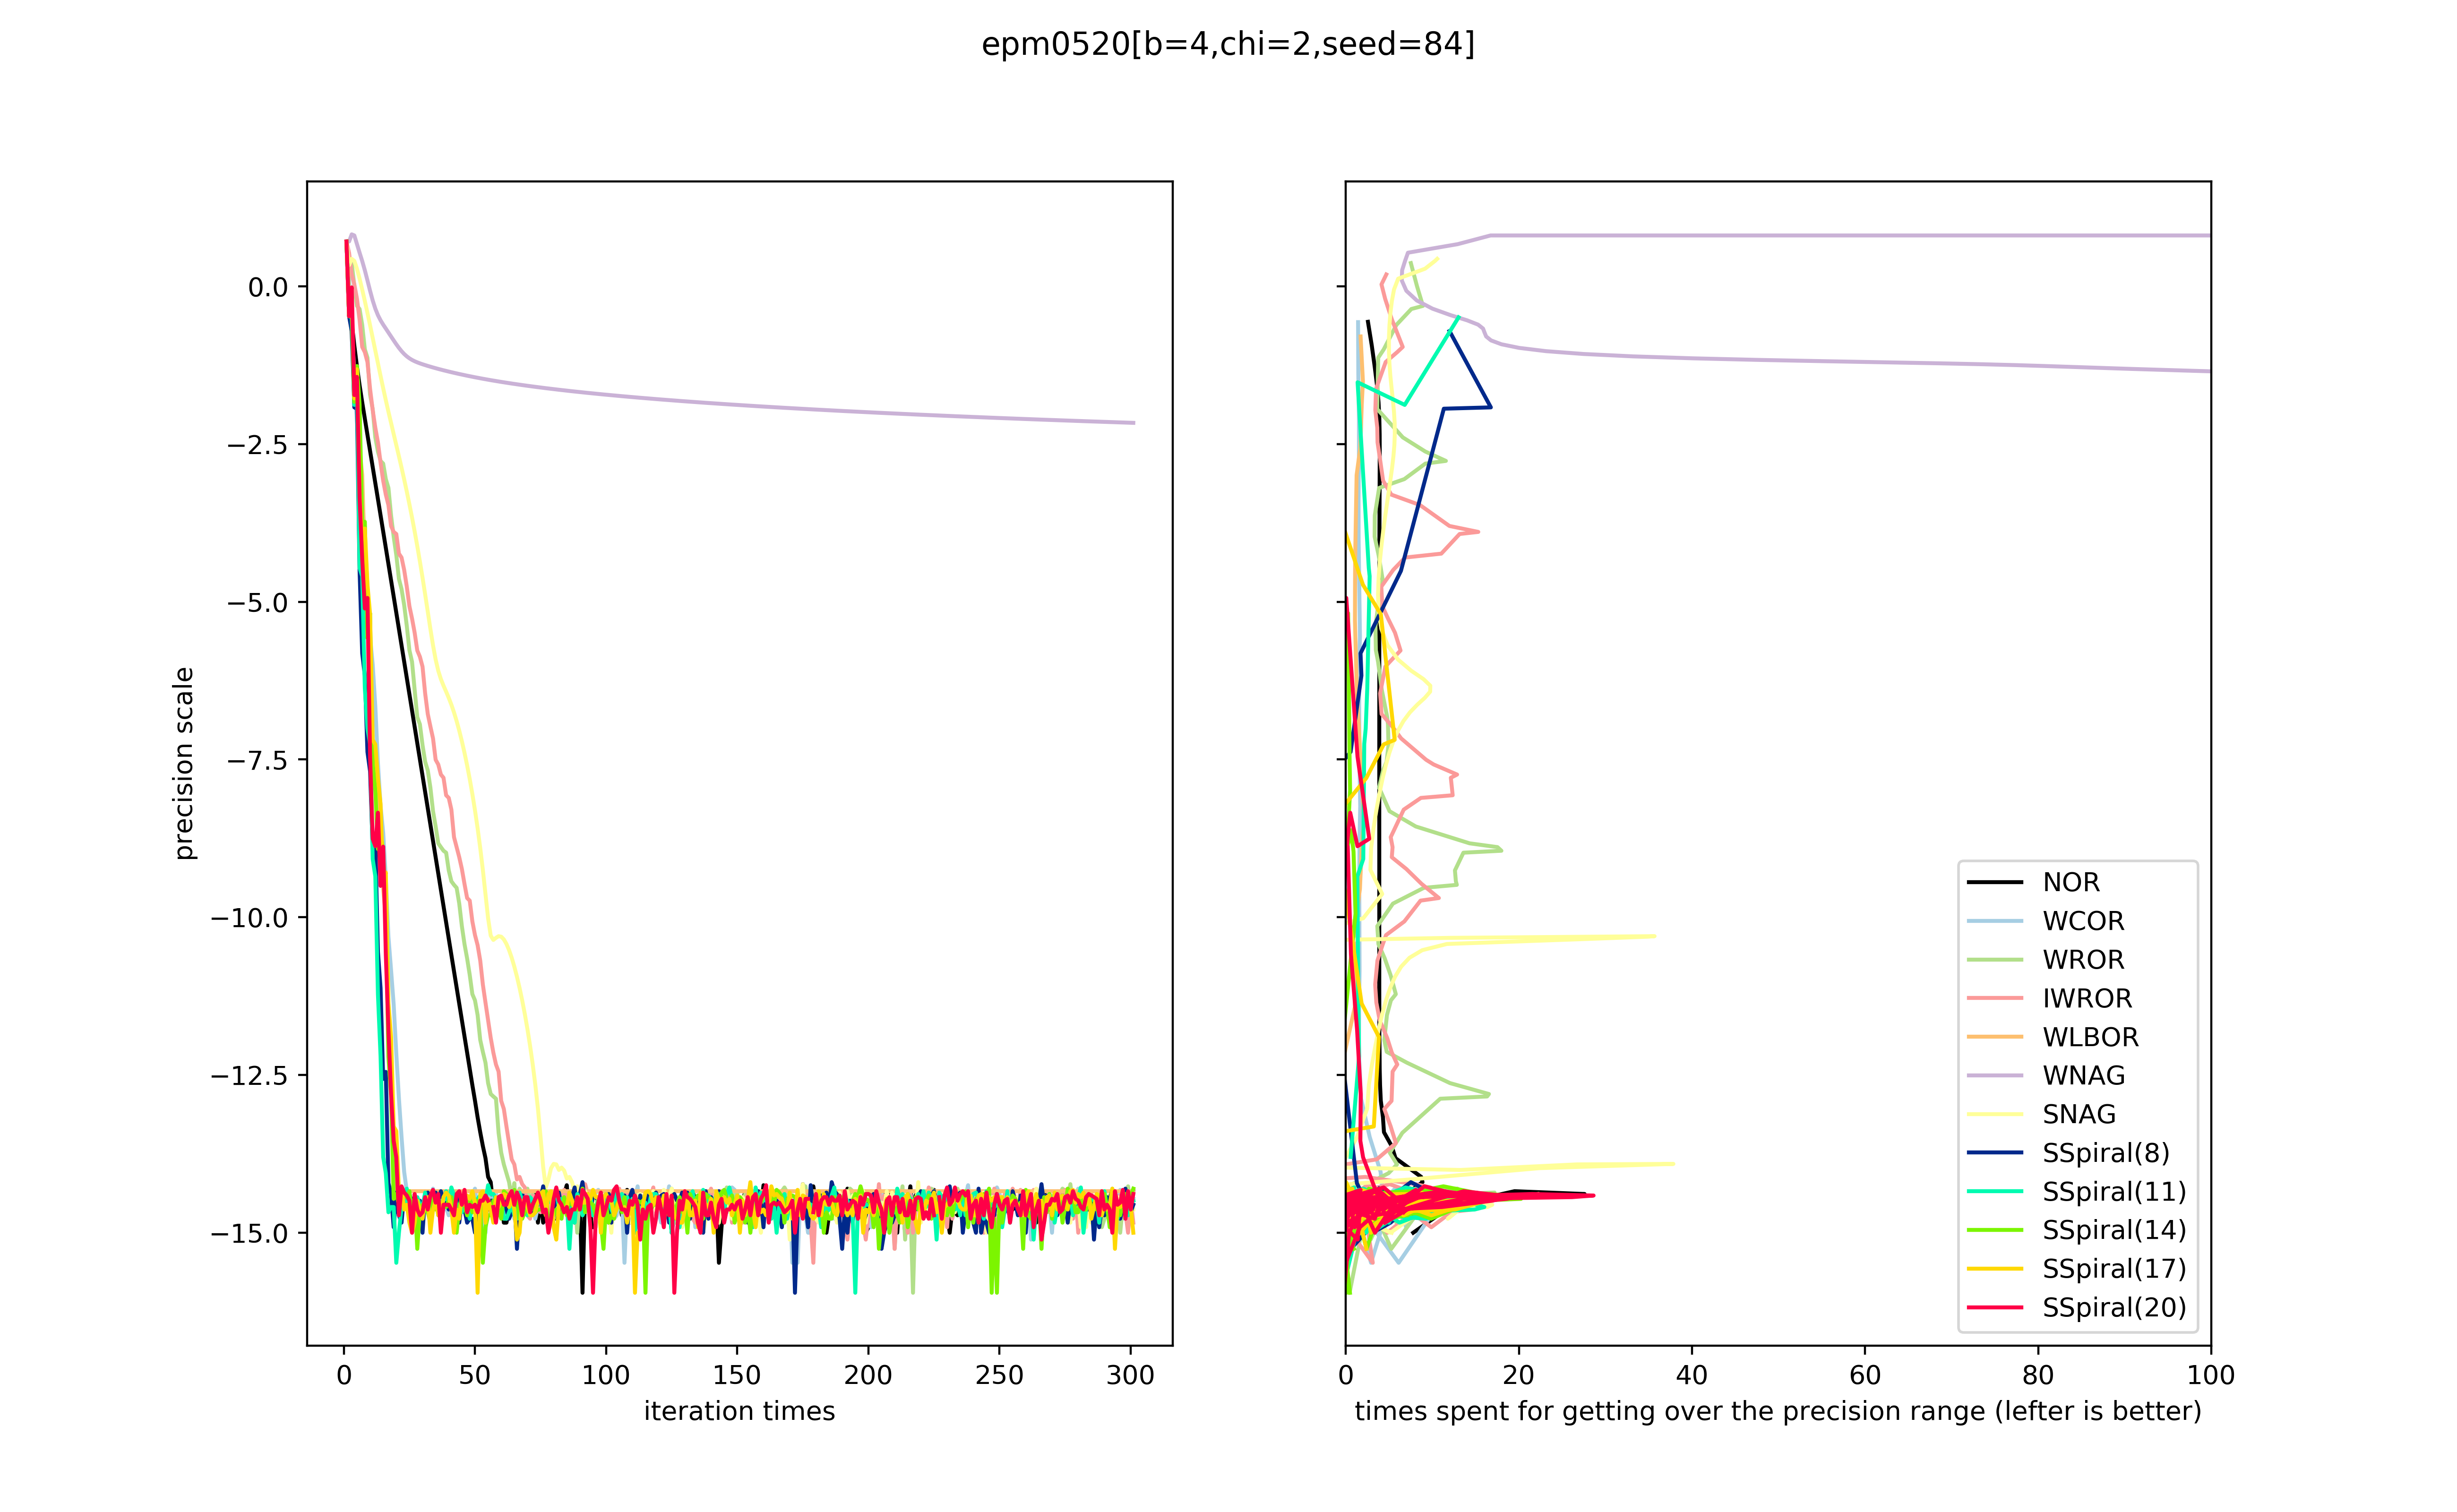 epm0520[b=4,chi=2,seed=84]
precision scale
0.0
−2.5
−5.0
−7.5
−10.0
−12.5
−15.0
0 50 100 150 200 250 300
iteration times
0 20 40 60 80 100
times spent for getting over the precision range (lefter is better)
NOR
WCOR
WROR
IWROR
WLBOR
WNAG
SNAG
SSpiral(8)
SSpiral(11)
SSpiral(14)
SSpiral(17)
SSpiral(20)